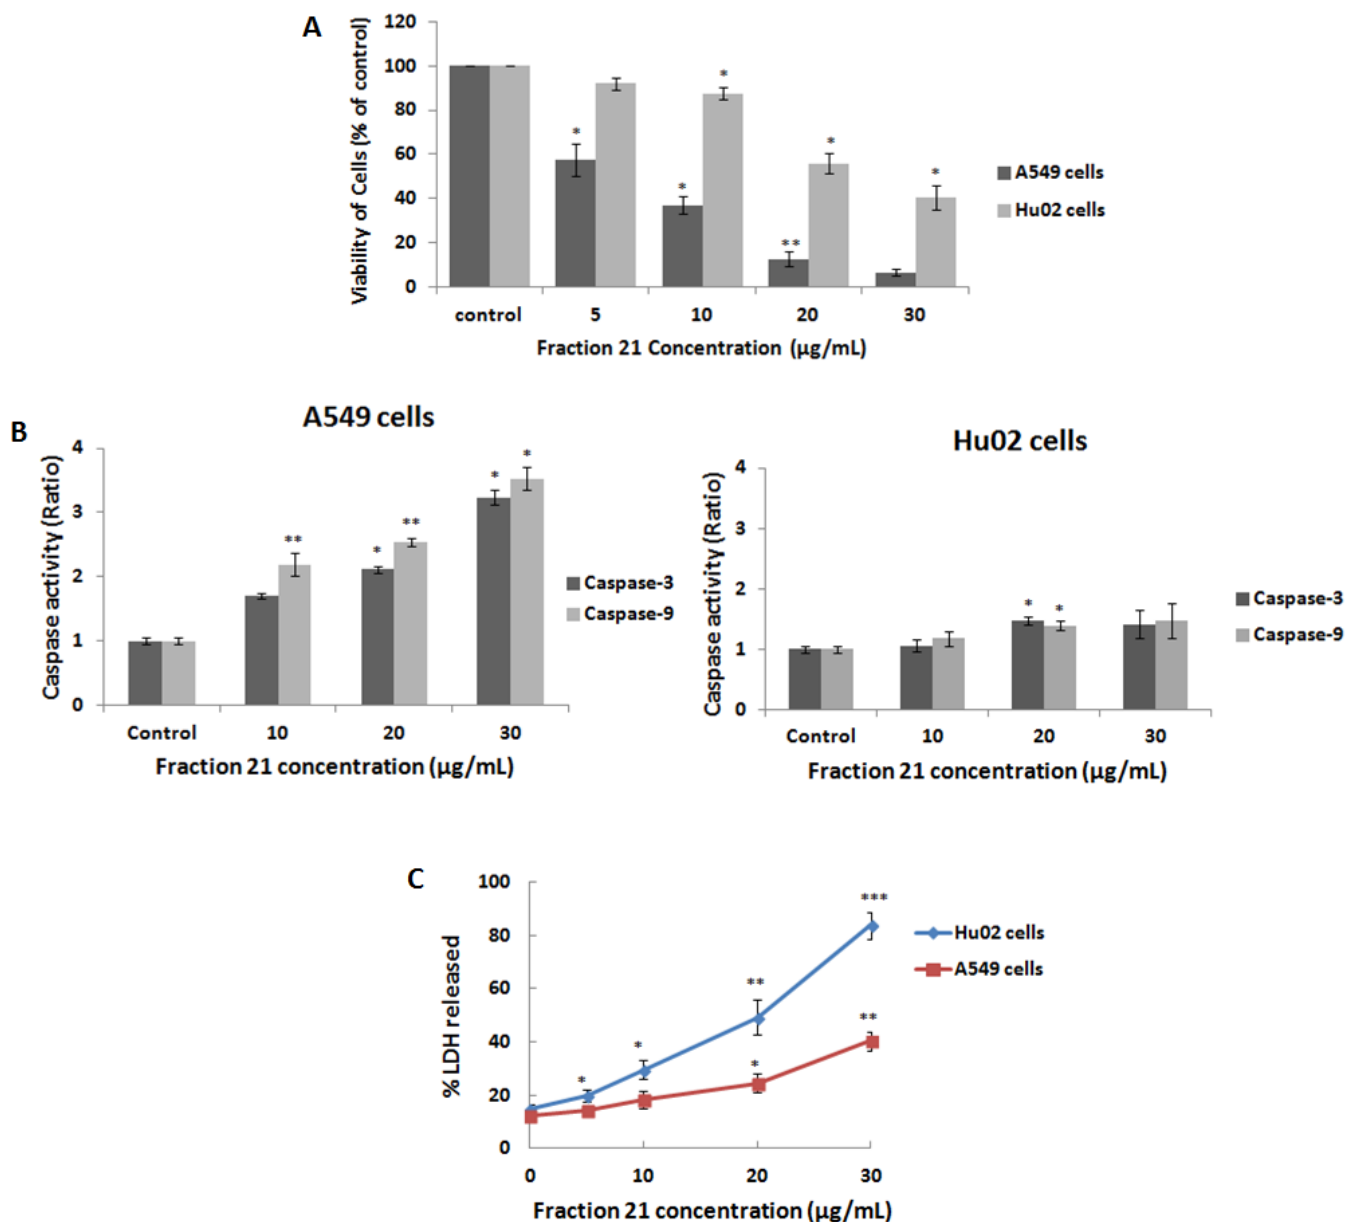 A
Viability of Cells (% of control)
120
100
80
60
40
20
0
*
*
*
*
**
*
control 5 10 20 30
Fraction 21 Concentration (µg/mL)
A549 cells
Hu02 cells
B
A549 cells
Caspase activity (Ratio)
4
3
2
1
0
**
*
**
*
*
Control 10 20 30
Fraction 21 concentration (µg/mL)
Caspase-3
Caspase-9
Hu02 cells
Caspase activity (Ratio)
4
3
2
1
0
*
*
Control 10 20 30
Fraction 21 concentration (µg/mL)
Caspase-3
Caspase-9
C
% LDH released
100
80
60
40
20
0
*
*
**
***
*
**
0 10 20 30
Fraction 21 concentration (µg/mL)
Hu02 cells
A549 cells